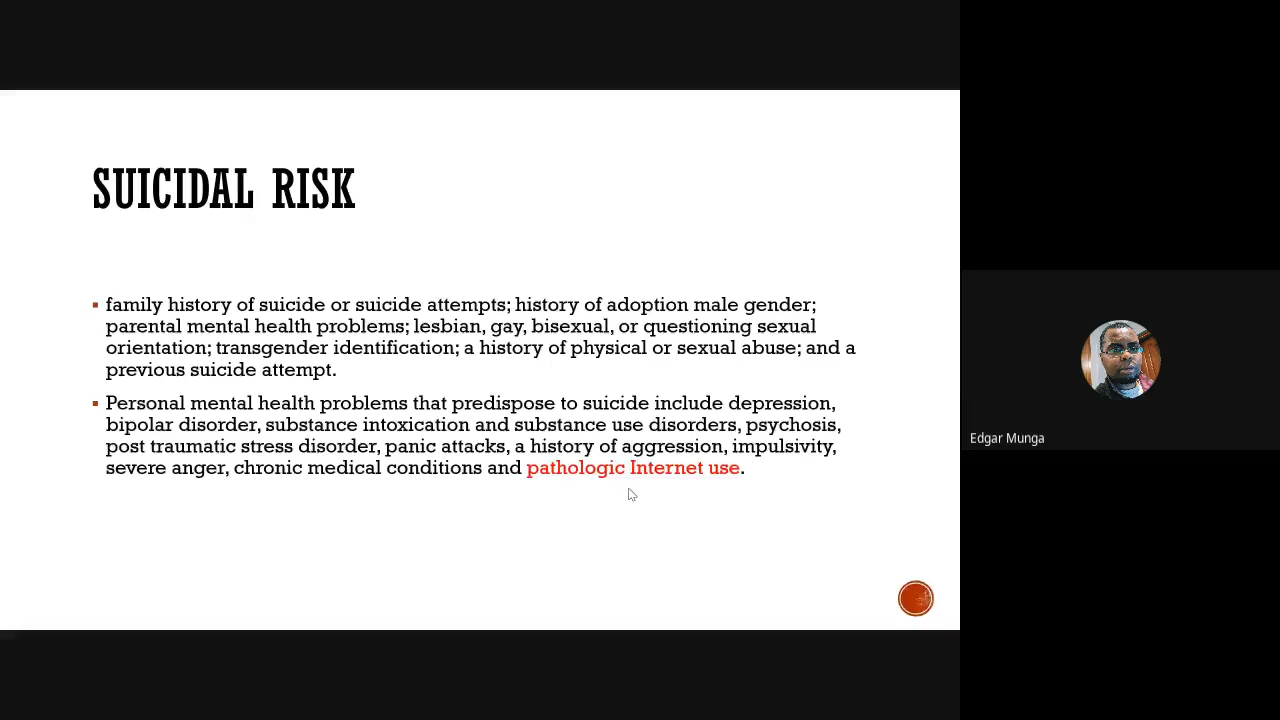 SUICIDAL RISK
family history of suicide or suicide attempts; history of adoption male gender;
parental mental health problems; lesbian, gay, bisexual, or questioning sexual
orientation; transgender identification; a history of physical or sexual abuse; and a
previous suicide attempt.
Personal mental health problems that predispose to suicide include depression,
bipolar disorder, substance intoxication and substance use disorders, psychosis,
post traumatic stress disorder, panic attacks, a history of aggression, impulsivity,
severe anger, chronic medical conditions and pathologic Internet use.
Edgar Munga